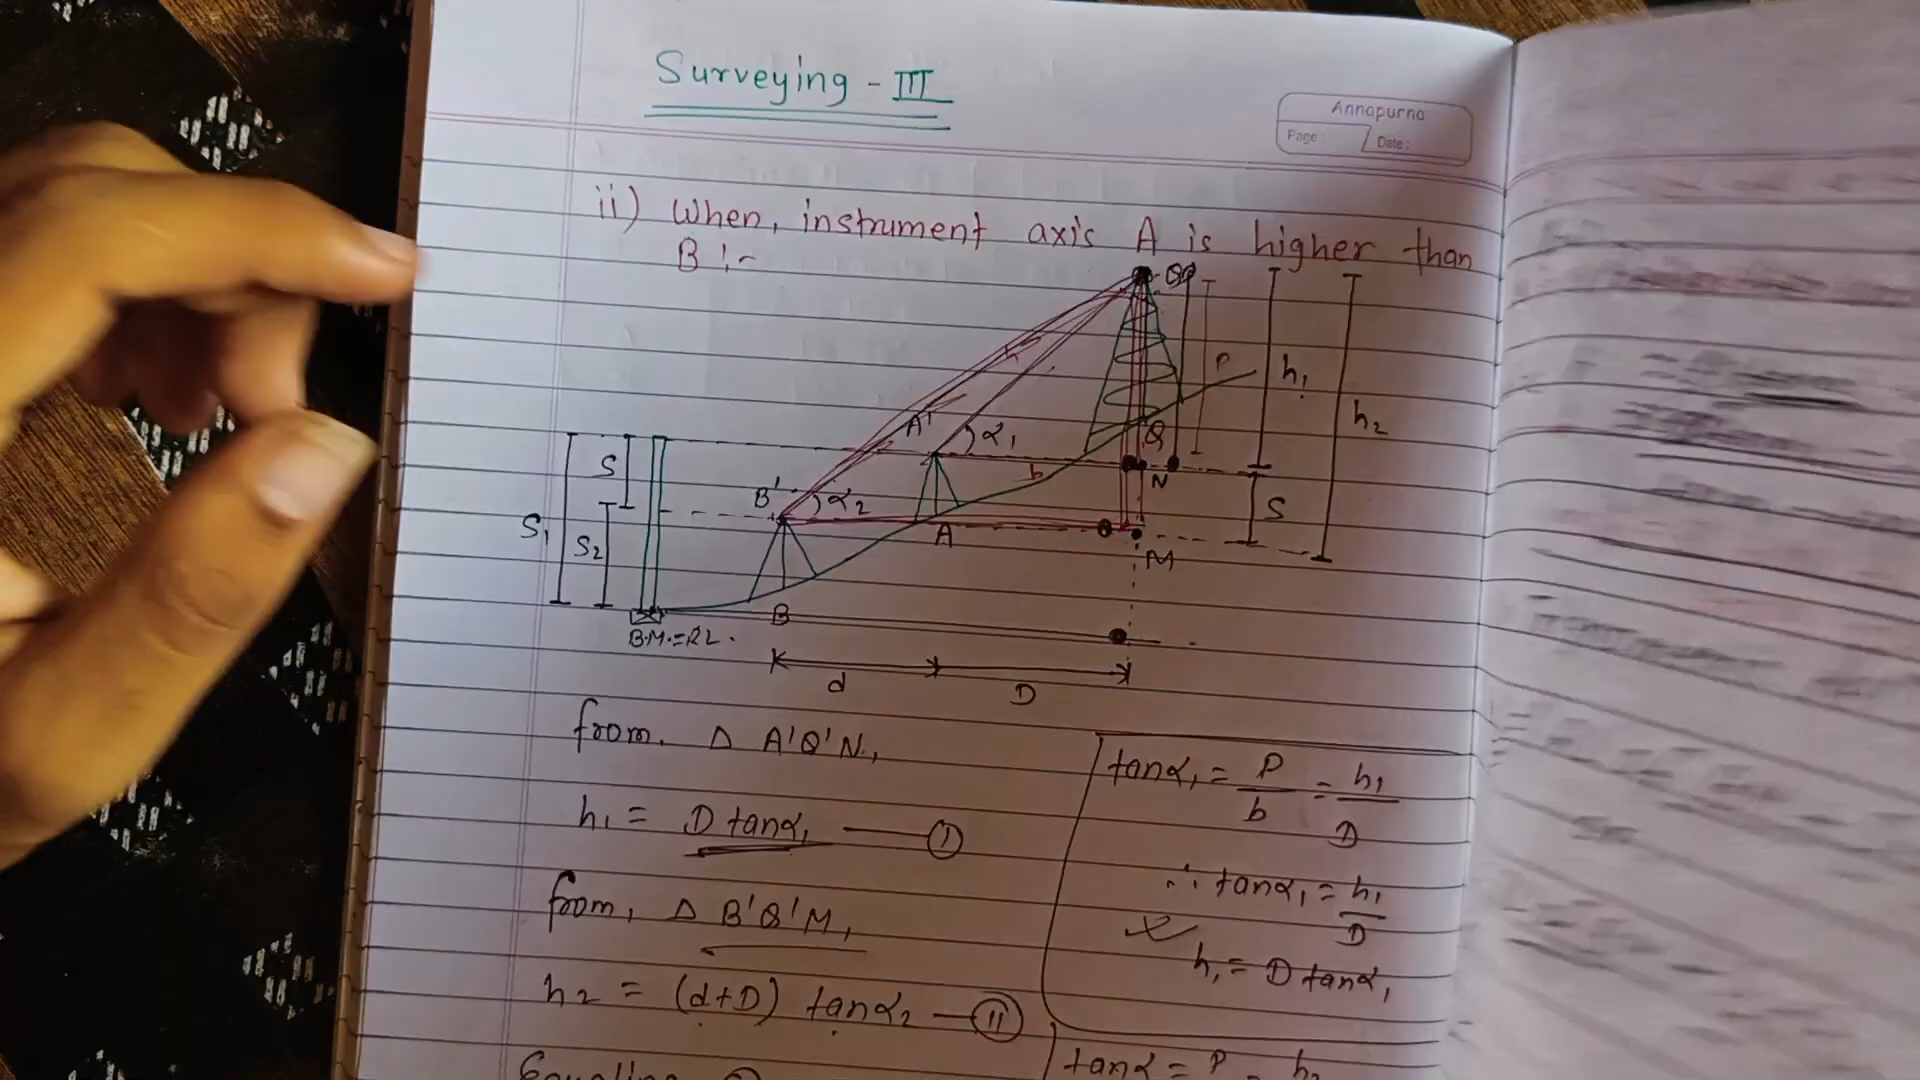 Surveying - III
Annapurna
Page : Date :
ii) When, instrument axis A is higher than
B :-
Q'
P
h₁
h₂
A'
α₁
Q
S
b
N
B'
α₂
S
S₁
S₂
A
θ
M
B
B.M.=RL.
d
D
from, Δ A'Q'N,
h₁ = D tanα₁ —— I
from, Δ B'Q'M,
h₂ = (d+D) tanα₂ — II
tanα₁ = P/b = h₁/D
∴ tanα₁ = h₁/D
h₁ = D tanα₁
tanα = P